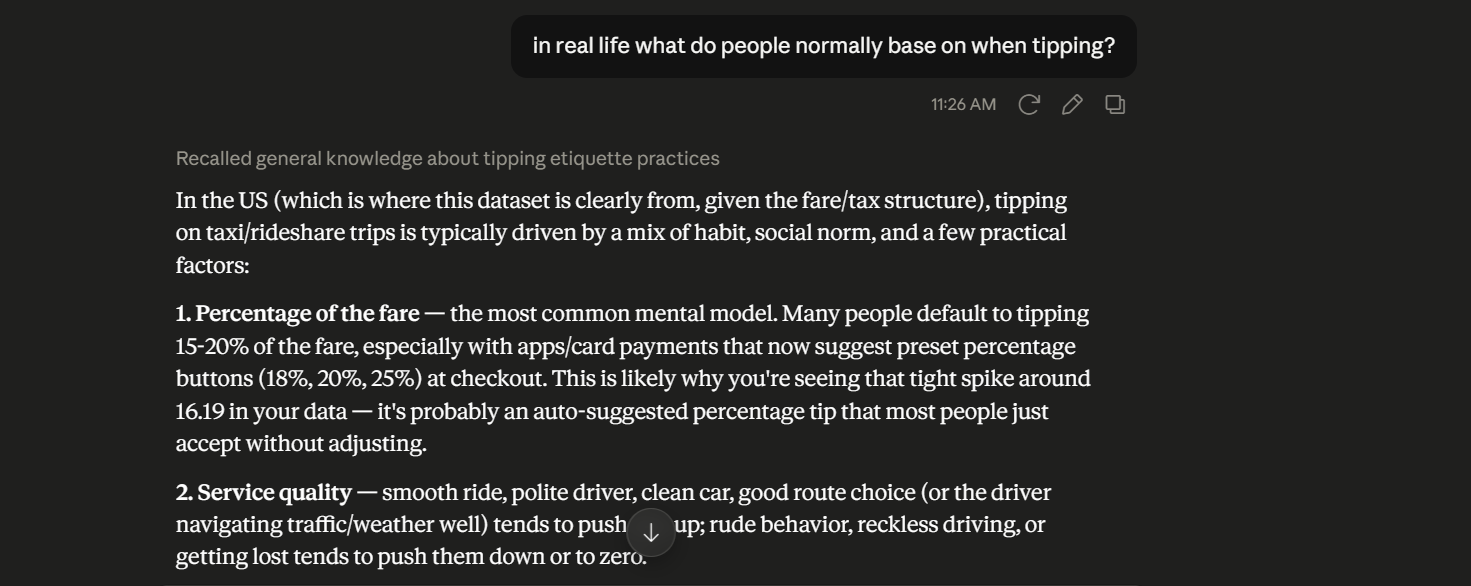 in real life what do people normally base on when tipping?
11:26 AM
Recalled general knowledge about tipping etiquette practices
In the US (which is where this dataset is clearly from, given the fare/tax structure), tipping
on taxi/rideshare trips is typically driven by a mix of habit, social norm, and a few practical
factors:
1. Percentage of the fare — the most common mental model. Many people default to tipping
15-20% of the fare, especially with apps/card payments that now suggest preset percentage
buttons (18%, 20%, 25%) at checkout. This is likely why you're seeing that tight spike around
16.19 in your data — it's probably an auto-suggested percentage tip that most people just
accept without adjusting.
2. Service quality — smooth ride, polite driver, clean car, good route choice (or the driver
navigating traffic/weather well) tends to push up; rude behavior, reckless driving, or
getting lost tends to push them down or to zero.